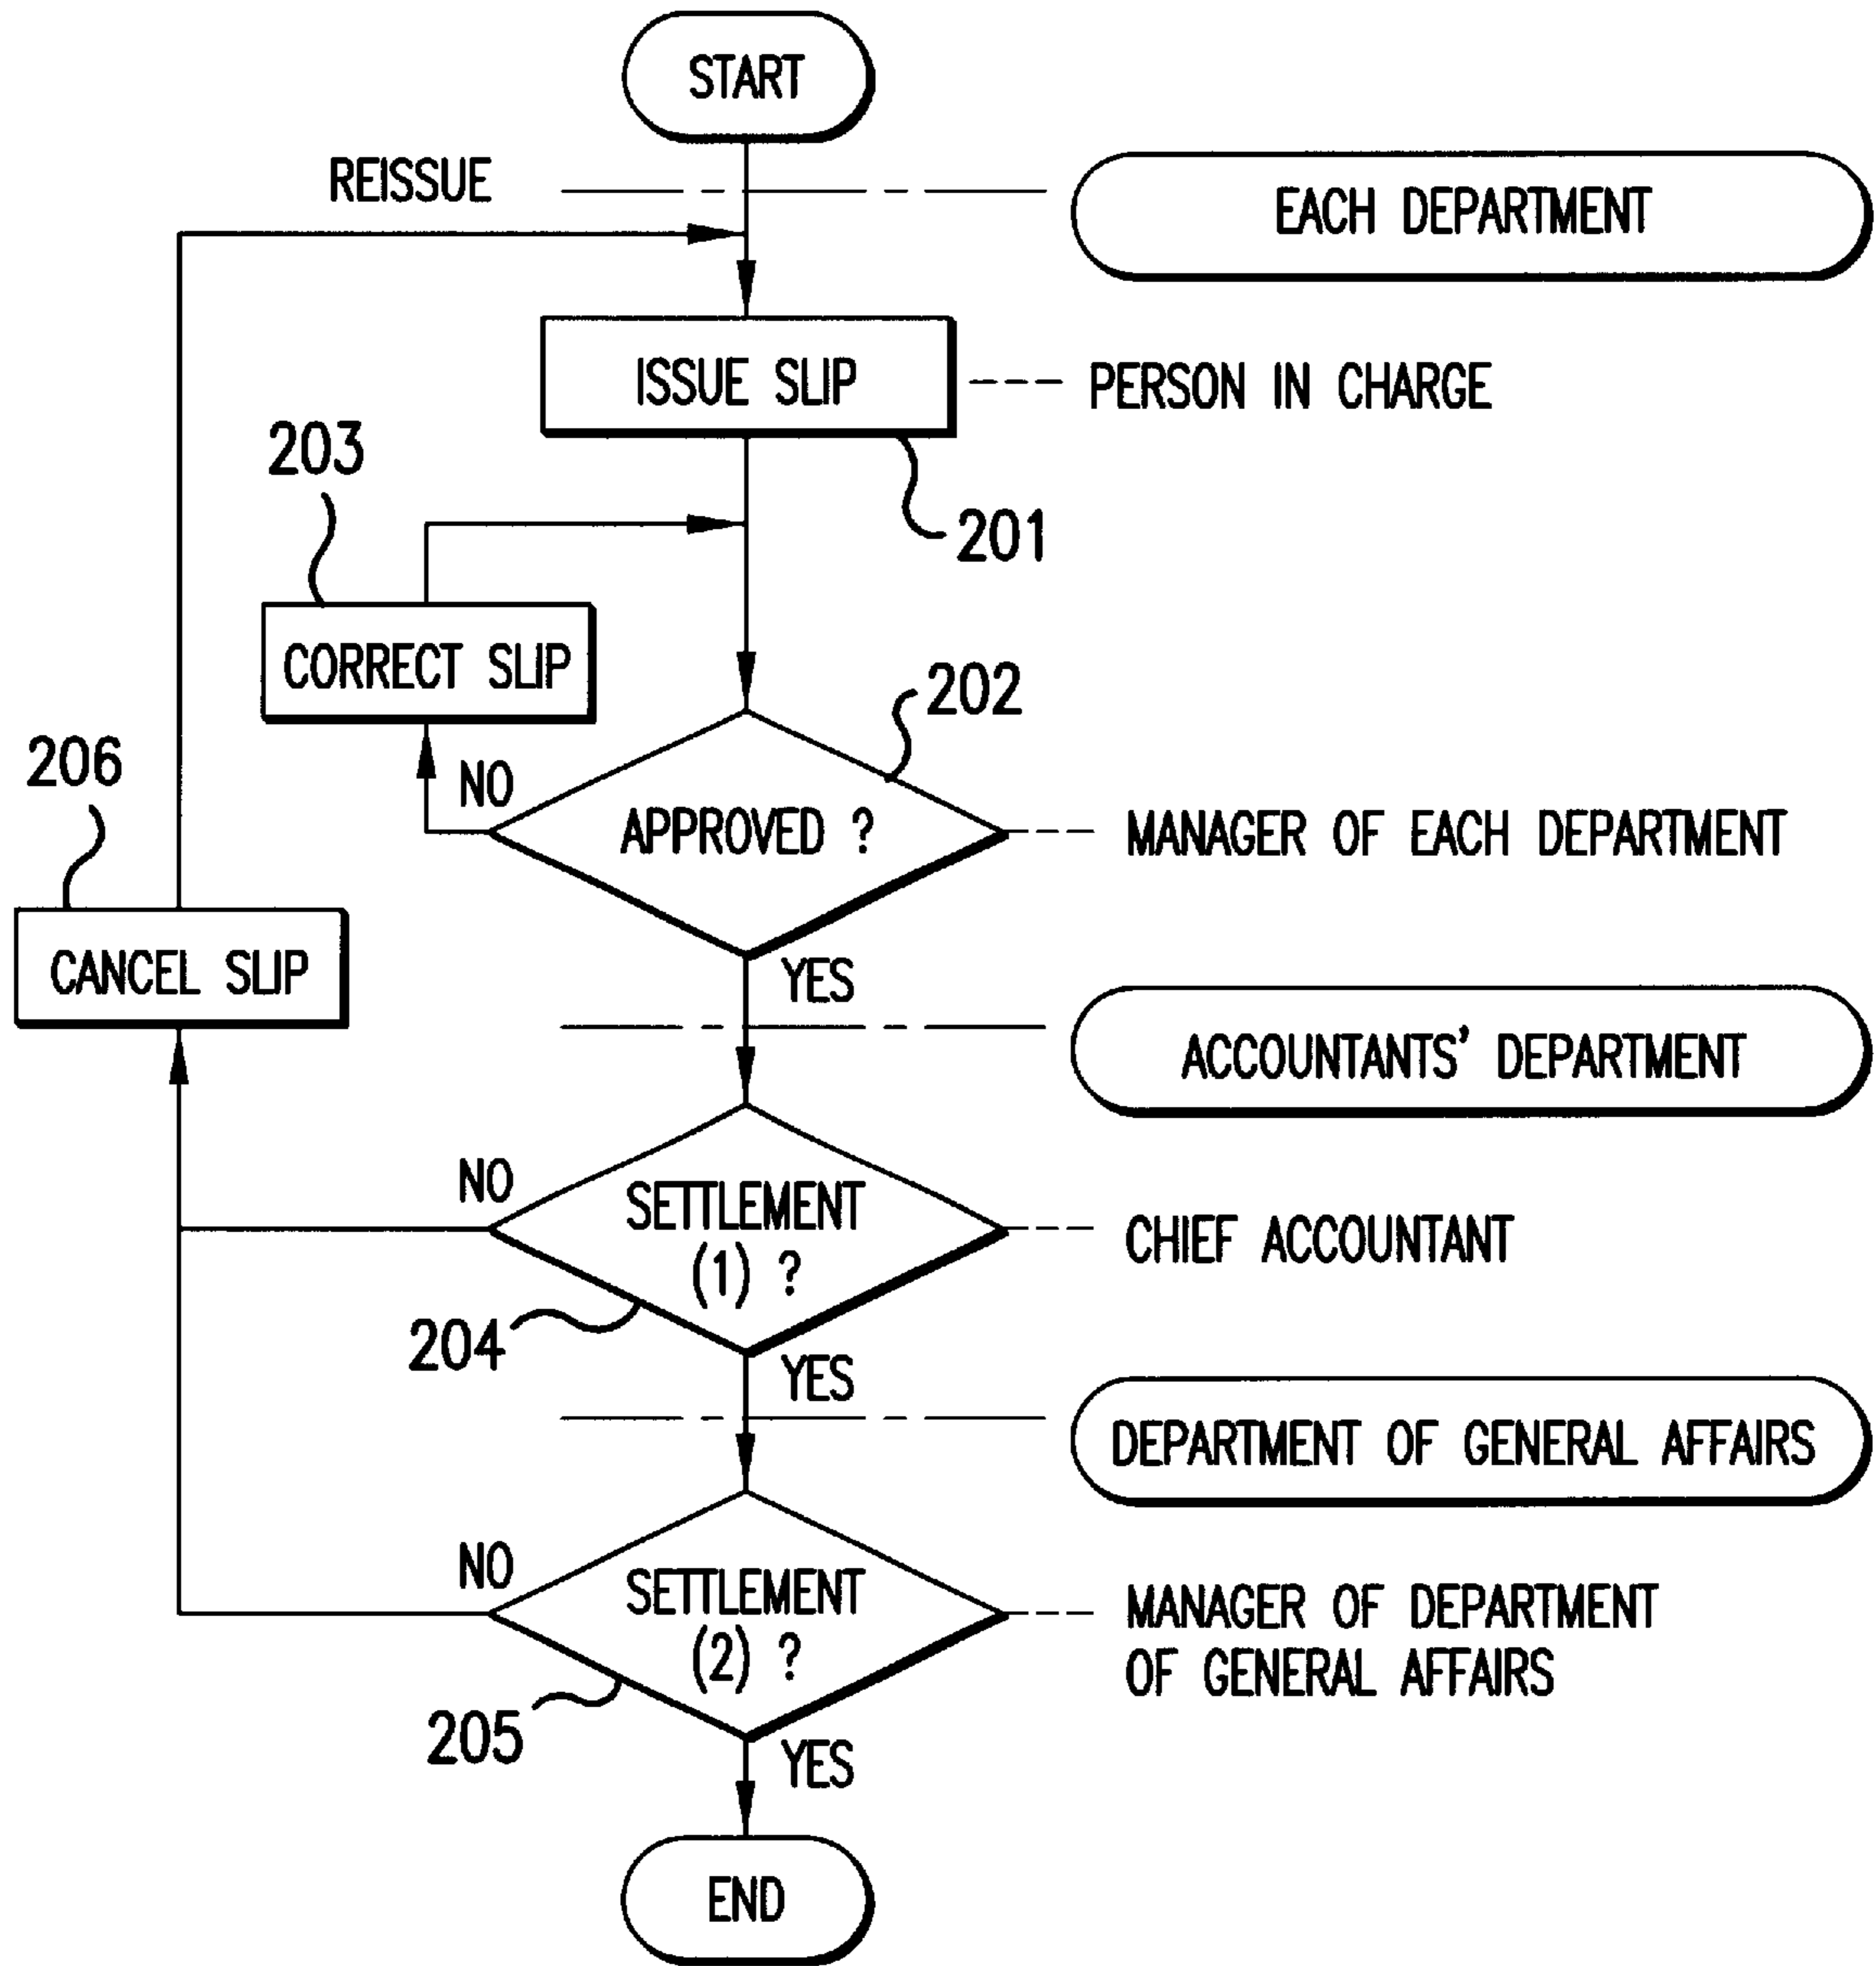 START
REISSUE
EACH DEPARTMENT
ISSUE SLIP
PERSON IN CHARGE
203
201
CORRECT SLIP
202
206
NO
APPROVED ?
MANAGER OF EACH DEPARTMENT
CANCEL SLIP
YES
ACCOUNTANTS' DEPARTMENT
NO
SETTLEMENT
(1) ?
CHIEF ACCOUNTANT
204
YES
DEPARTMENT OF GENERAL AFFAIRS
NO
SETTLEMENT
(2) ?
MANAGER OF DEPARTMENT
OF GENERAL AFFAIRS
205
YES
END